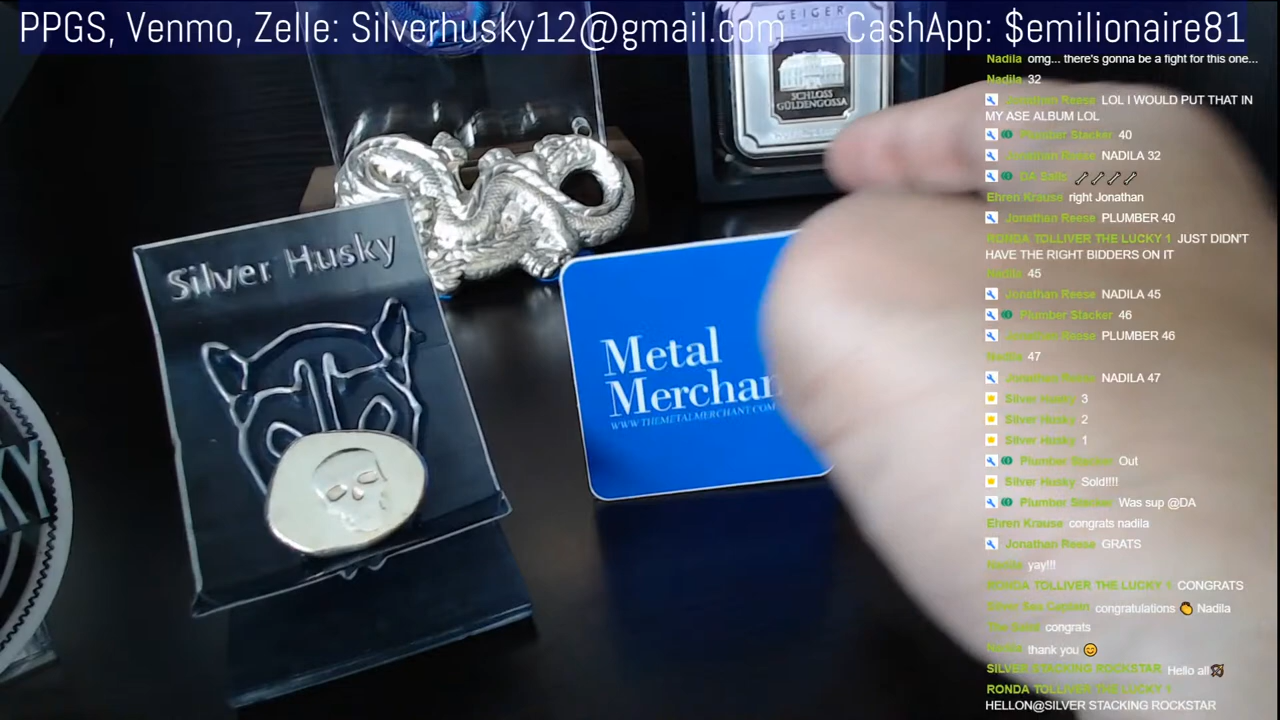 PPGS, Venmo, Zelle: Silverhusky12@gmail.com CashApp: $emilionaire81
GEIGER
SCHLOSS
GÜLDENGOSSA
Silver Husky
Metal
Merchan
WWW.THEMETALMERCHANT.COM
Nadila omg... there's gonna be a fight for this one...
Nadila 32
Jonathan Reese LOL I WOULD PUT THAT IN
MY ASE ALBUM LOL
Plumber Stacker 40
Jonathan Reese NADILA 32
DA Balls
Ehren Krause right Jonathan
Jonathan Reese PLUMBER 40
RONDA TOLLIVER THE LUCKY 1 JUST DIDN'T
HAVE THE RIGHT BIDDERS ON IT
Nadila 45
Jonathan Reese NADILA 45
Plumber Stacker 46
Jonathan Reese PLUMBER 46
Nadila 47
Jonathan Reese NADILA 47
Silver Husky 3
Silver Husky 2
Silver Husky 1
Plumber Stacker Out
Silver Husky Sold!!!!
Plumber Stacker Was sup @DA
Ehren Krause congrats nadila
Jonathan Reese GRATS
Nadila yay!!!
RONDA TOLLIVER THE LUCKY 1 CONGRATS
Silver Sea Captain congratulations 👏 Nadila
congrats
Nadila thank you 😊
SILVER STACKING ROCKSTAR Hello all
RONDA TOLLIVER THE LUCKY 1
HELLON@SILVER STACKING ROCKSTAR